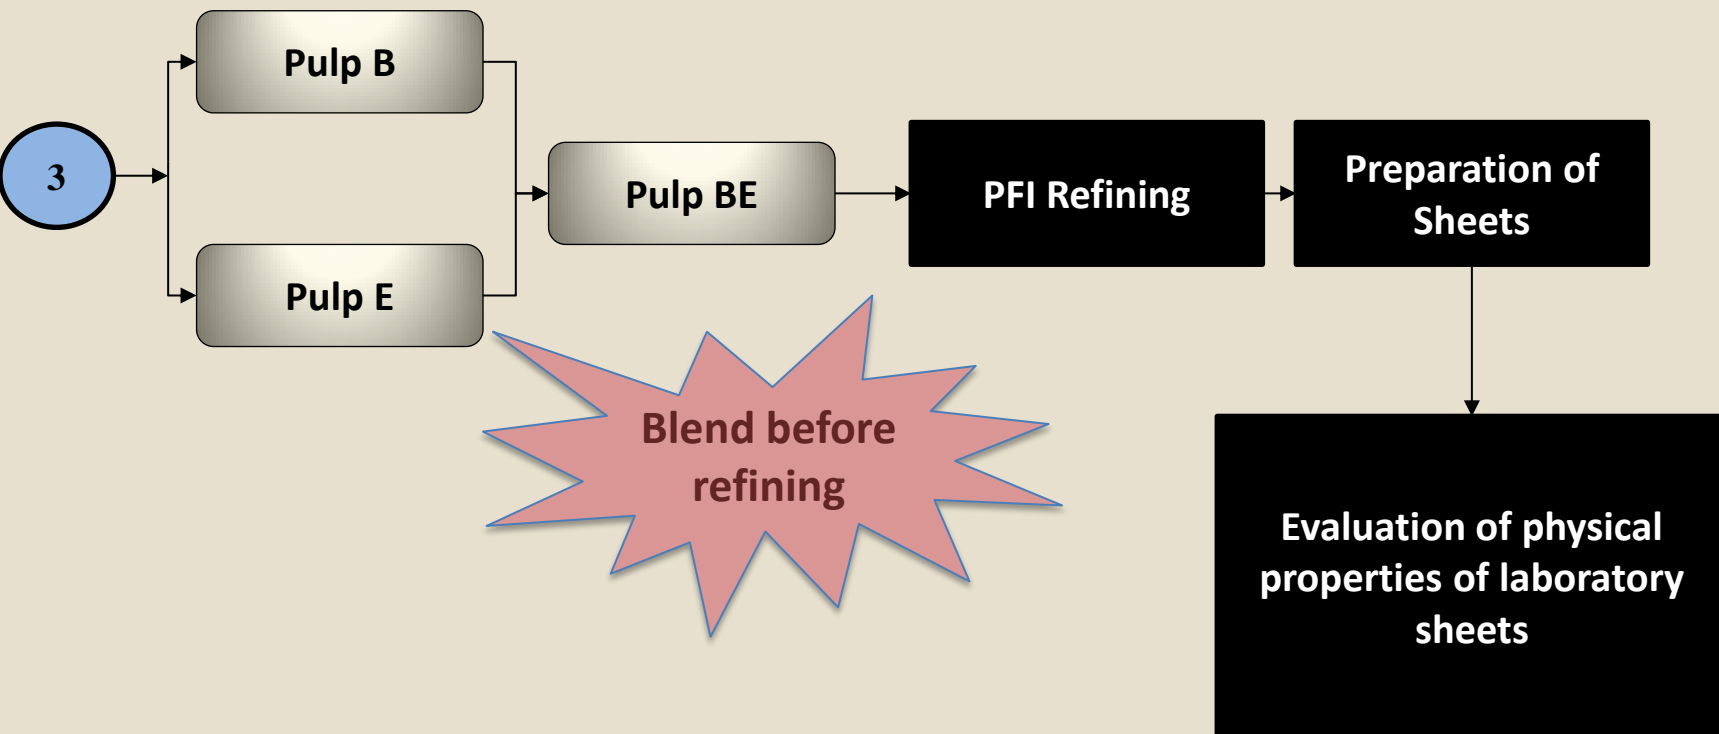 Pulp B
3
Pulp E
Pulp BE
PFI Refining
Preparation of
Sheets
Blend before
refining
Evaluation of physical
properties of laboratory
sheets